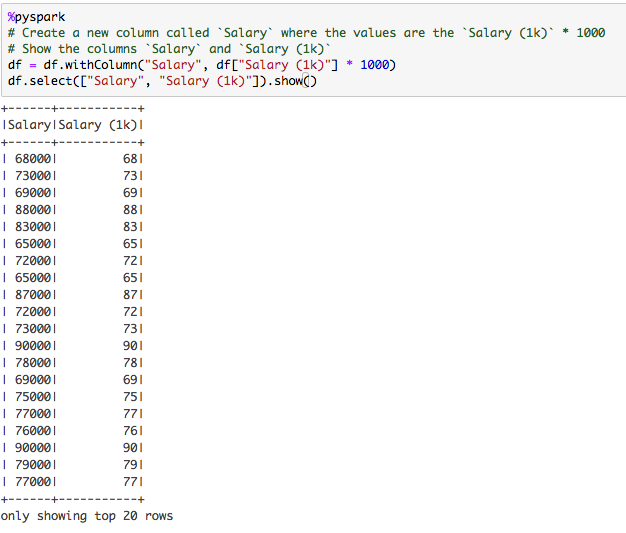 %pyspark
# Create a new column called `Salary` where the values are the `Salary (1k)` * 1000
# Show the columns `Salary` and `Salary (1k)`
df = df.withColumn("Salary", df["Salary (1k)"] * 1000)
df.select(["Salary", "Salary (1k)"]).show()
+------+-----------+
|Salary|Salary (1k)|
+------+-----------+
| 68000|         68|
| 73000|         73|
| 69000|         69|
| 88000|         88|
| 83000|         83|
| 65000|         65|
| 72000|         72|
| 65000|         65|
| 87000|         87|
| 72000|         72|
| 73000|         73|
| 90000|         90|
| 78000|         78|
| 69000|         69|
| 75000|         75|
| 77000|         77|
| 76000|         76|
| 90000|         90|
| 79000|         79|
| 77000|         77|
+------+-----------+
only showing top 20 rows